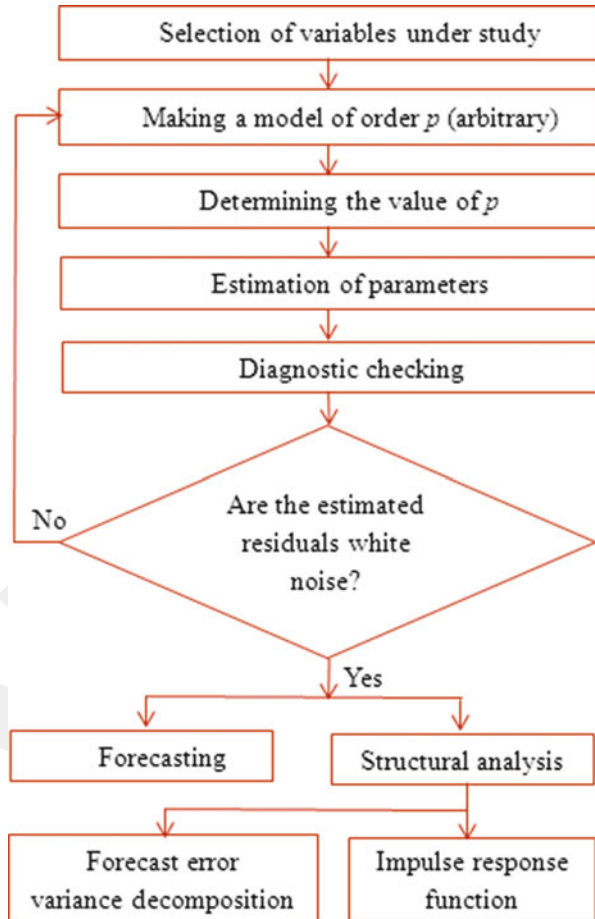 Selection of variables under study
Making a model of order p (arbitrary)
Determining the value of p
Estimation of parameters
Diagnostic checking
Are the estimated
residuals white
noise?
No
Yes
Forecasting
Structural analysis
Forecast error
variance decomposition
Impulse response
function